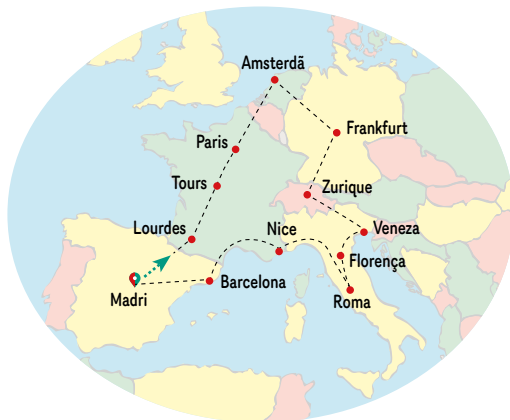 Amsterdã
Frankfurt
Paris
Tours
Zurique
Lourdes
Nice
Veneza
Florença
Barcelona
Madri
Roma